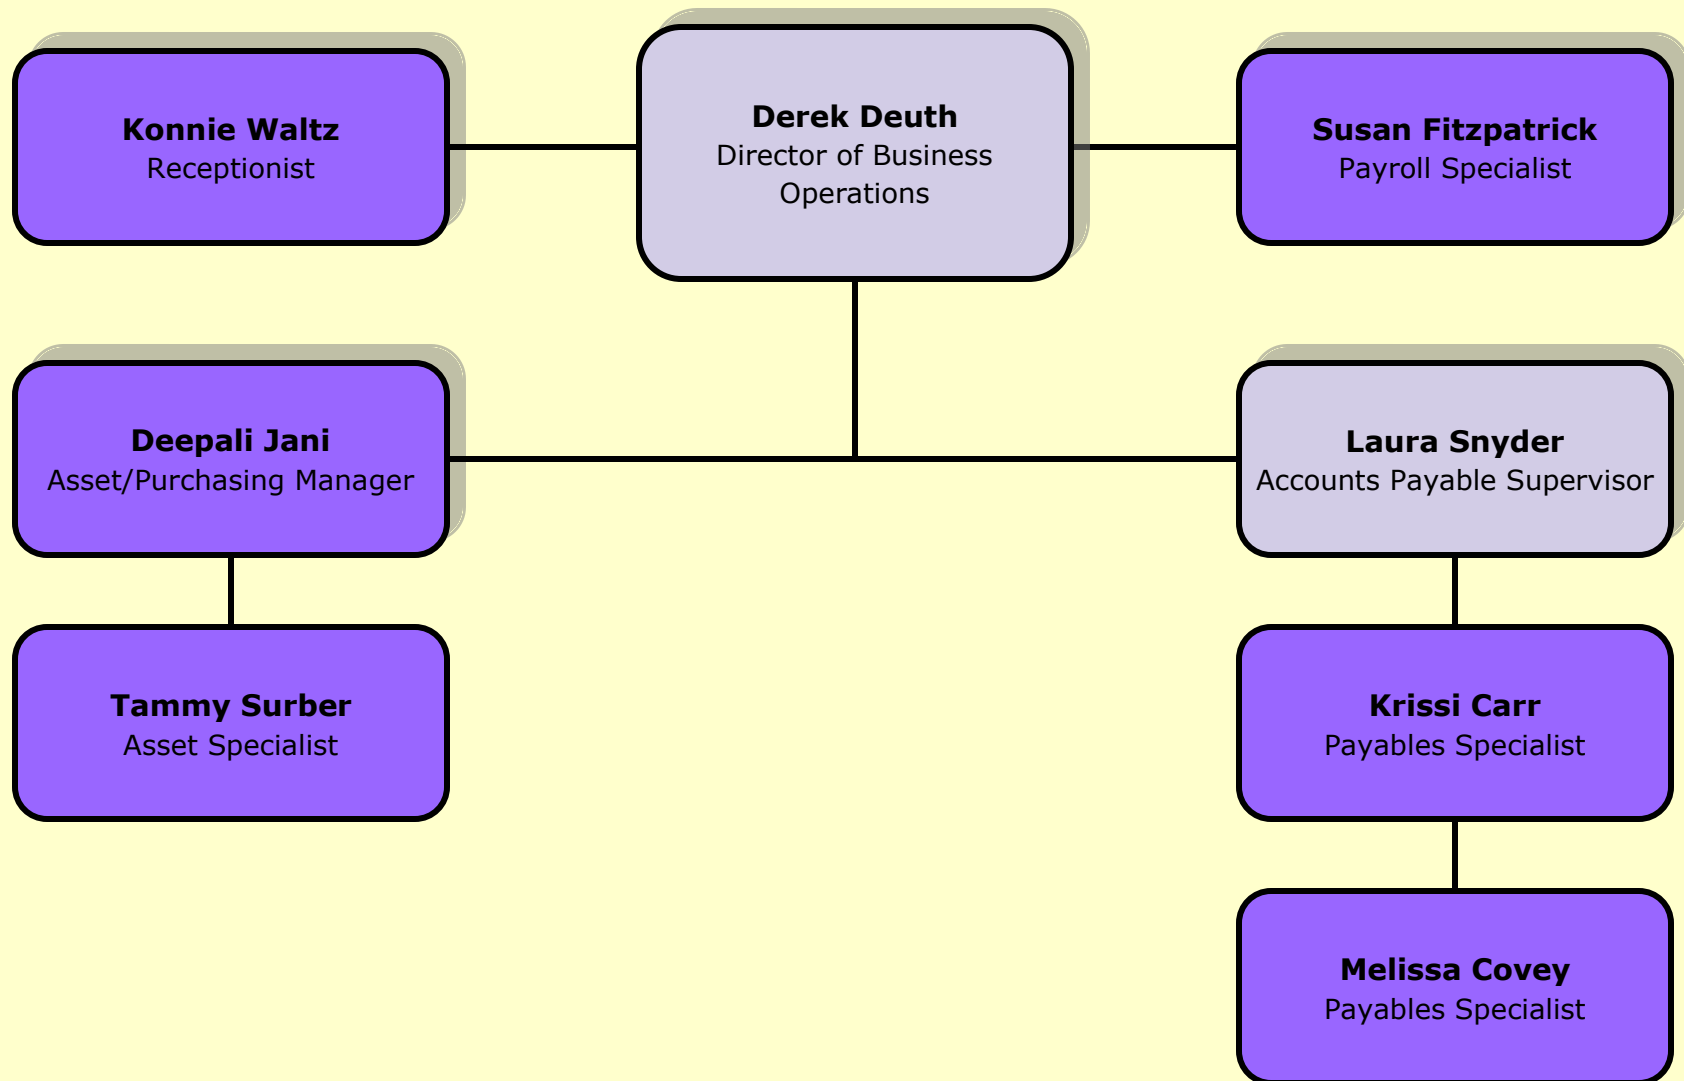 Konnie Waltz
Receptionist
Derek Deuth
Director of Business
Operations
Susan Fitzpatrick
Payroll Specialist
Deepali Jani
Asset/Purchasing Manager
Laura Snyder
Accounts Payable Supervisor
Tammy Surber
Asset Specialist
Krissi Carr
Payables Specialist
Melissa Covey
Payables Specialist